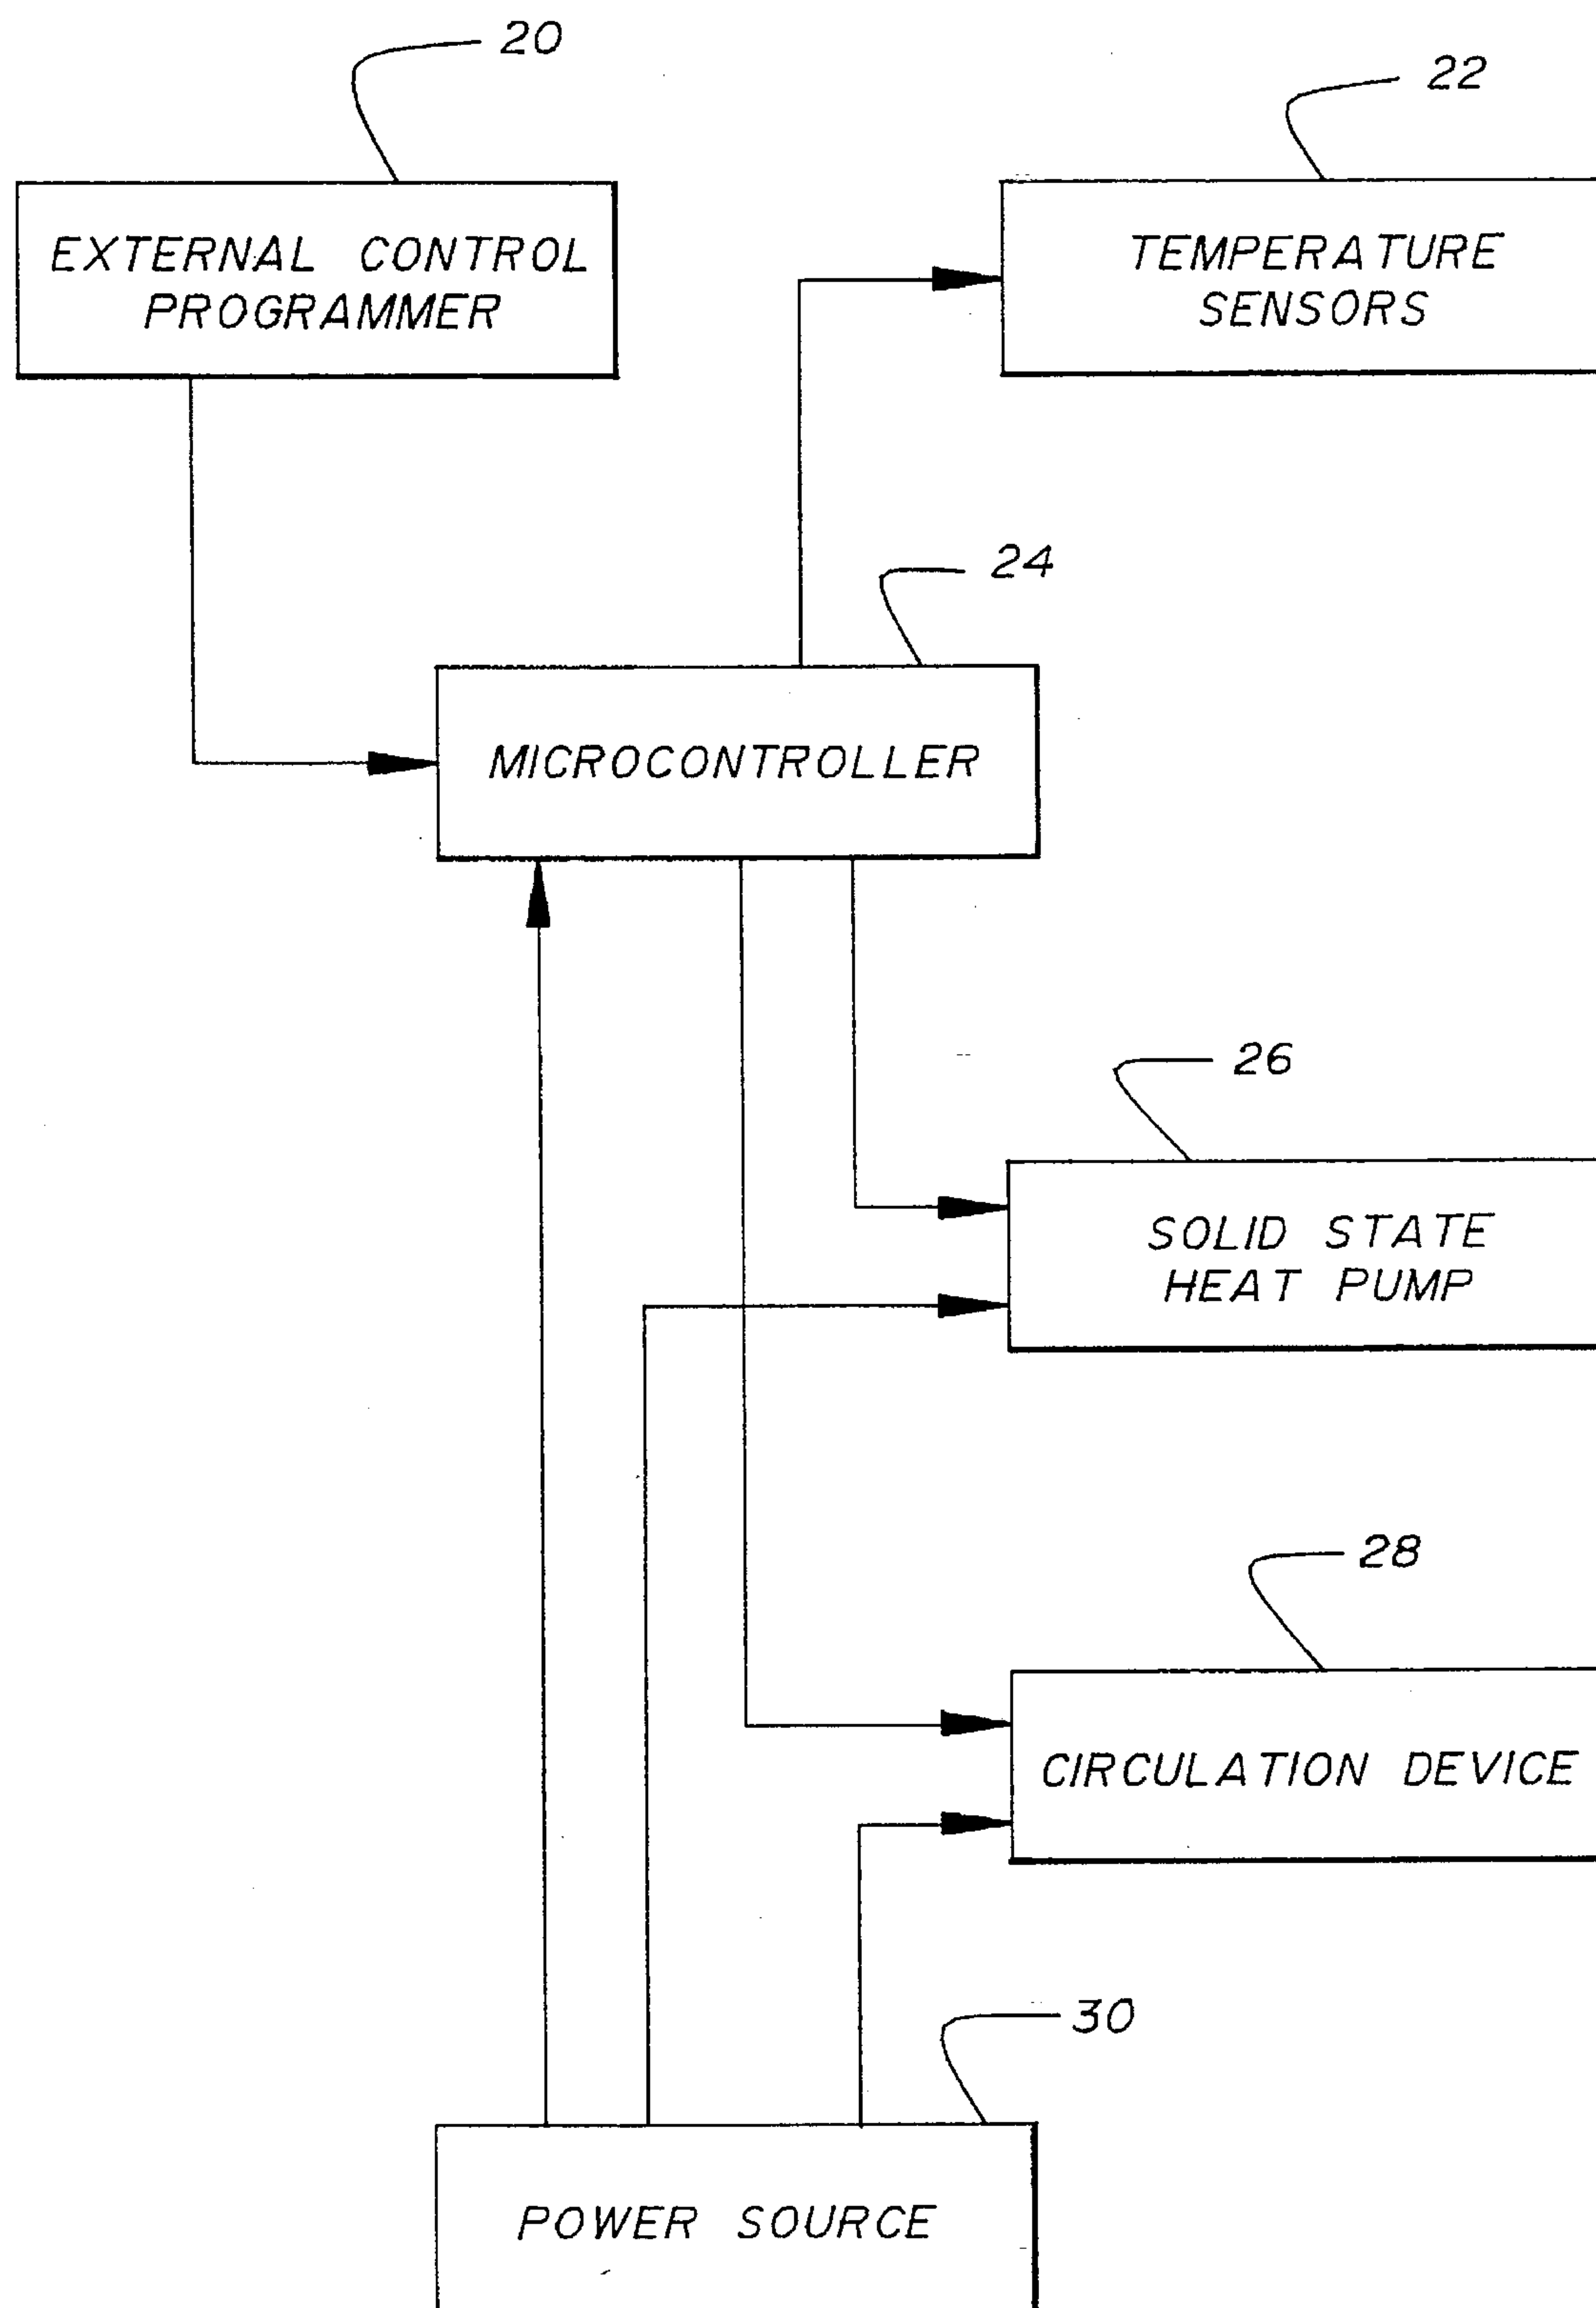 20
22
EXTERNAL CONTROL
PROGRAMMER
TEMPERATURE
SENSORS
24
MICROCONTROLLER
26
SOLID STATE
HEAT PUMP
28
CIRCULATION DEVICE
30
POWER SOURCE